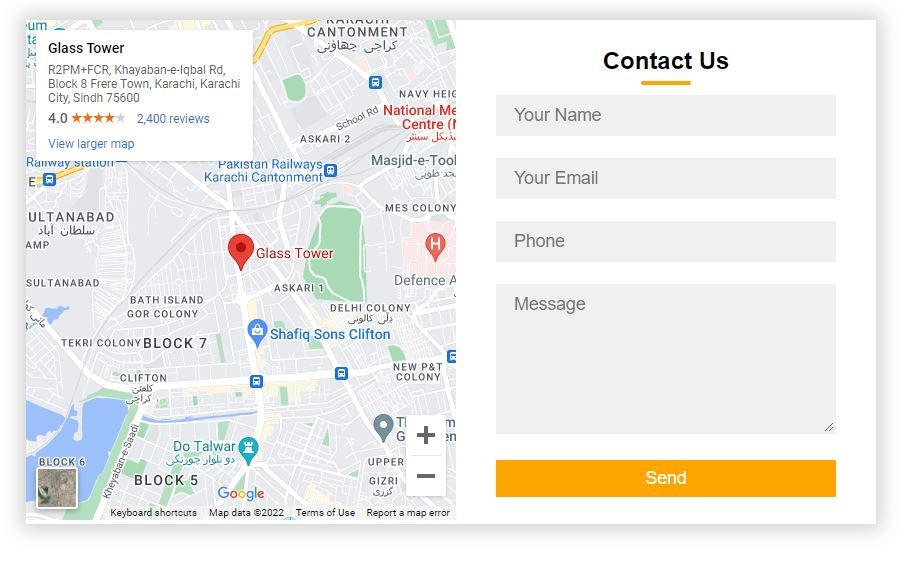 KARACHI
CANTONMENT
کراچی چھاؤنی
Glass Tower
R2PM+FCR, Khayaban-e-Iqbal Rd,
Block 8 Frere Town, Karachi, Karachi
City, Sindh 75600
4.0
2,400 reviews
View larger map
NAVY HEIG
School Rd
National Me
Centre (N
ASKARI 2
Railway station
Pakistan Railways
Karachi Cantonment
Masjid-e-Tool
MES COLONY
ULTANABAD
سلطان آباد
AMP
Glass Tower
Defence A
SULTANABAD
ASKARI 1
BATH ISLAND
GOR COLONY
DELHI COLONY
دلی کالونی
Shafiq Sons Clifton
TEKRI COLONY
BLOCK 7
NEW P&T
COLONY
CLIFTON
کلفٹن
کراچی
Kheyaban-e-Saadi
Do Talwar
دو تلوار چورنگی
BLOCK 6
UPPER
GIZRI
گزری
BLOCK 5
Google
Keyboard shortcuts
Map data ©2022
Terms of Use
Report a map error
Contact Us
Your Name
Your Email
Phone
Message
Send